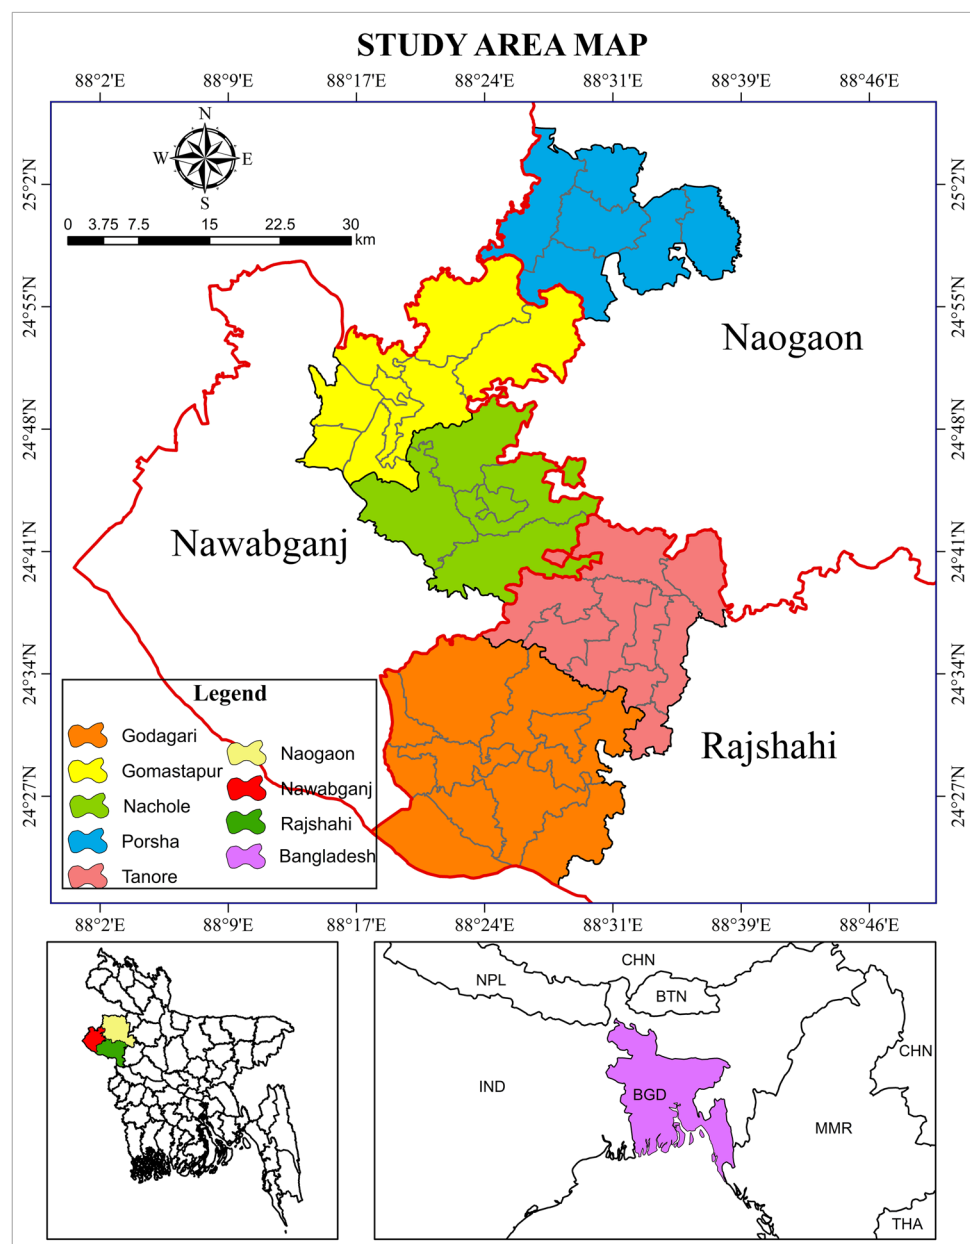 STUDY AREA MAP
88°2'E 88°9'E 88°17'E 88°24'E 88°31'E 88°39'E 88°46'E
N
W E
S
25°2'N 25°2'N
0 3.75 7.5 15 22.5 30
km
24°55'N 24°55'N
Naogaon
24°48'N 24°48'N
Nawabganj
24°41'N 24°41'N
24°34'N 24°34'N
Legend
Rajshahi
Godagari
Naogaon
Gomastapur
Nawabganj
Nachole
Rajshahi
Porsha
Bangladesh
Tanore
24°27'N 24°27'N
88°2'E 88°9'E 88°17'E 88°24'E 88°31'E 88°39'E 88°46'E
CHN
NPL
BTN
CHN
IND
BGD
MMR
THA